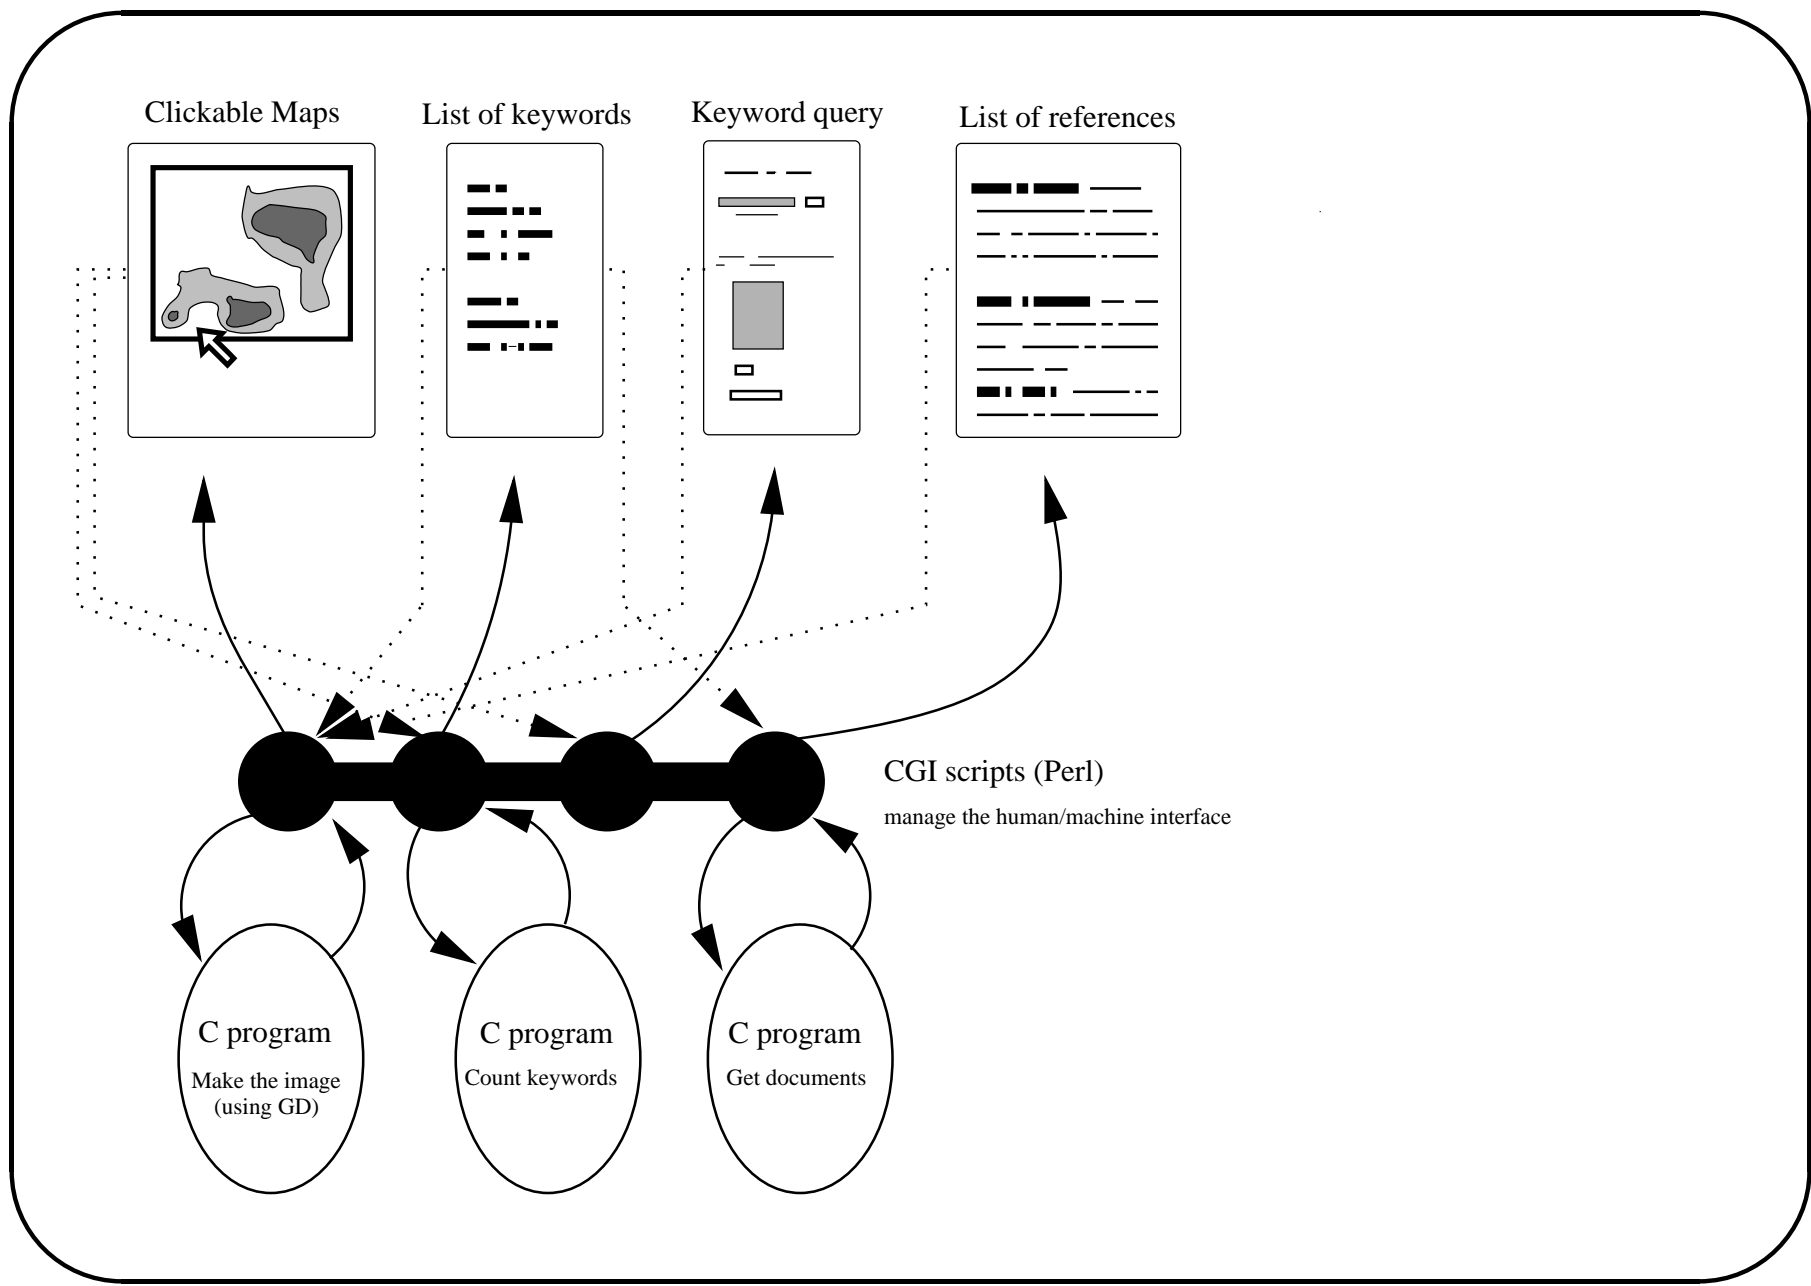 Clickable Maps
List of keywords
Keyword query
List of references
CGI scripts (Perl)
manage the human/machine interface
C program
Make the image
(using GD)
C program
Count keywords
C program
Get documents